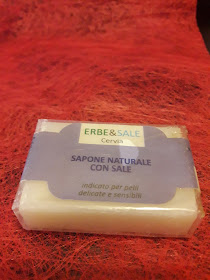 ERBE&SALE
Cervia
SAPONE NATURALE
CON SALE
indicato per pelli
delicate e sensibili